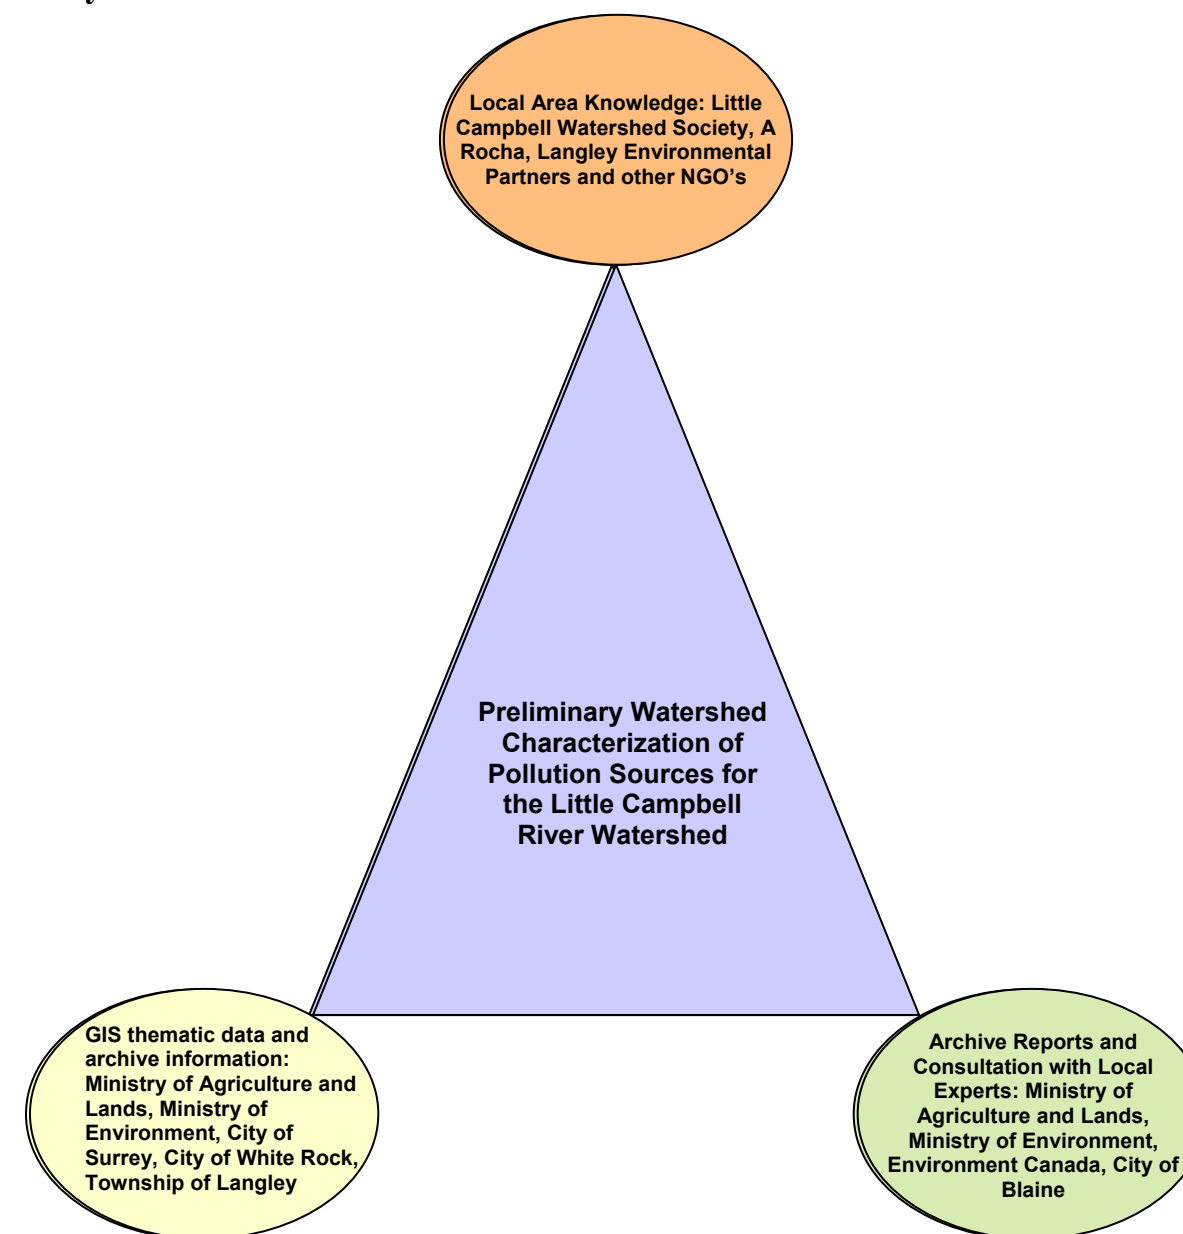 Local Area Knowledge: Little
Campbell Watershed Society, A
Rocha, Langley Environmental
Partners and other NGO's
Preliminary Watershed
Characterization of
Pollution Sources for
the Little Campbell
River Watershed
GIS thematic data and
archive information:
Ministry of Agriculture and
Lands, Ministry of
Environment, City of
Surrey, City of White Rock,
Township of Langley
Archive Reports and
Consultation with Local
Experts: Ministry of
Agriculture and Lands,
Ministry of Environment,
Environment Canada, City of
Blaine